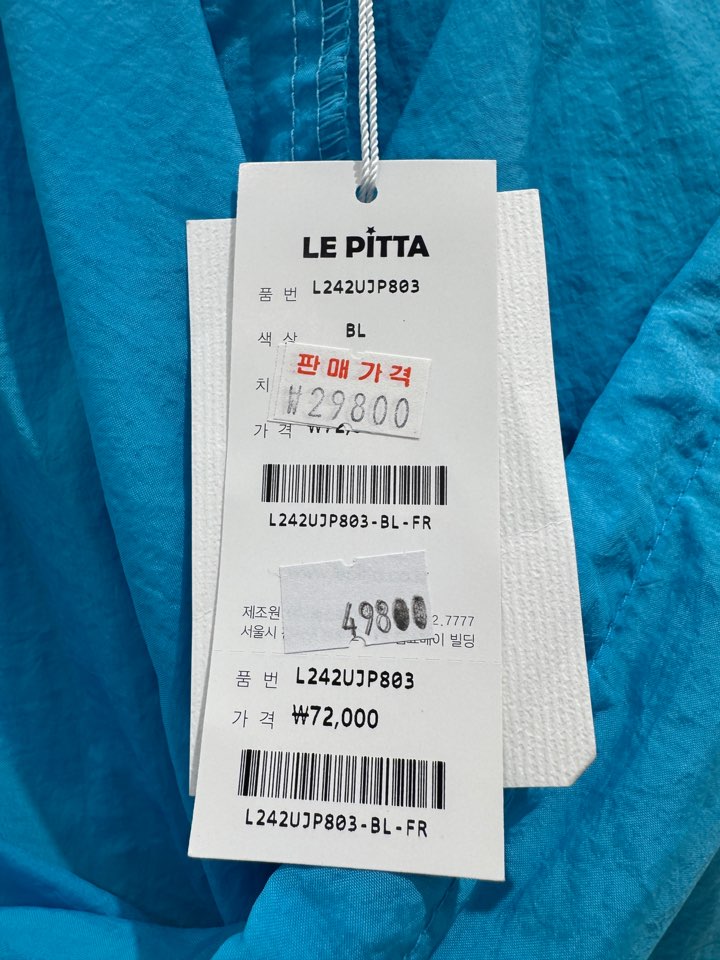 LE PITTA
품 번 L242UJP803
색 상 BL
판매가격
₩29800
치
가 격 ₩72,
L242UJP803-BL-FR
49800
제조원 2.7777
서울시 빌딩
품 번 L242UJP803
가 격 ₩72,000
L242UJP803-BL-FR